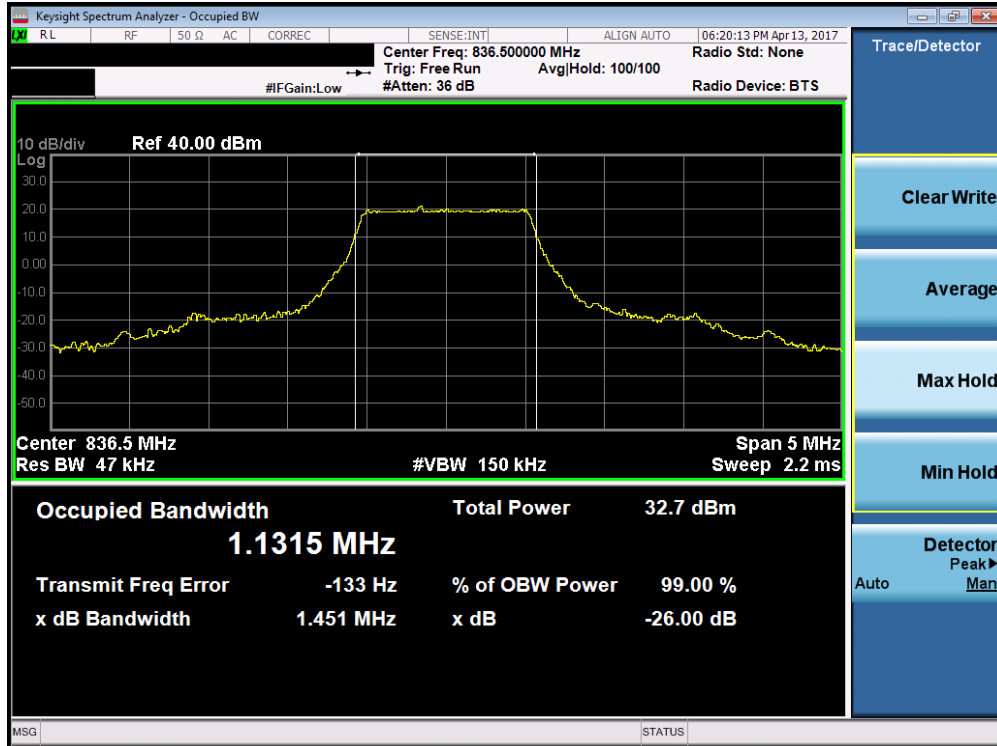 Keysight Spectrum Analyzer - Occupied BW
LXI RL RF 50 Ω AC CORREC SENSE:INT ALIGN AUTO 06:20:13 PM Apr 13, 2017
Center Freq: 836.500000 MHz Radio Std: None
Trig: Free Run Avg|Hold: 100/100
#IFGain:Low #Atten: 36 dB Radio Device: BTS
Trace/Detector
10 dB/div Ref 40.00 dBm
Log
30.0
20.0
10.0
0.00
-10.0
-20.0
-30.0
-40.0
-50.0
Center 836.5 MHz Span 5 MHz
Res BW 47 kHz #VBW 150 kHz Sweep 2.2 ms
Occupied Bandwidth Total Power 32.7 dBm
1.1315 MHz
Transmit Freq Error -133 Hz % of OBW Power 99.00 %
x dB Bandwidth 1.451 MHz x dB -26.00 dB
Clear Write
Average
Max Hold
Min Hold
Detector
Peak▶
Auto Man
MSG STATUS